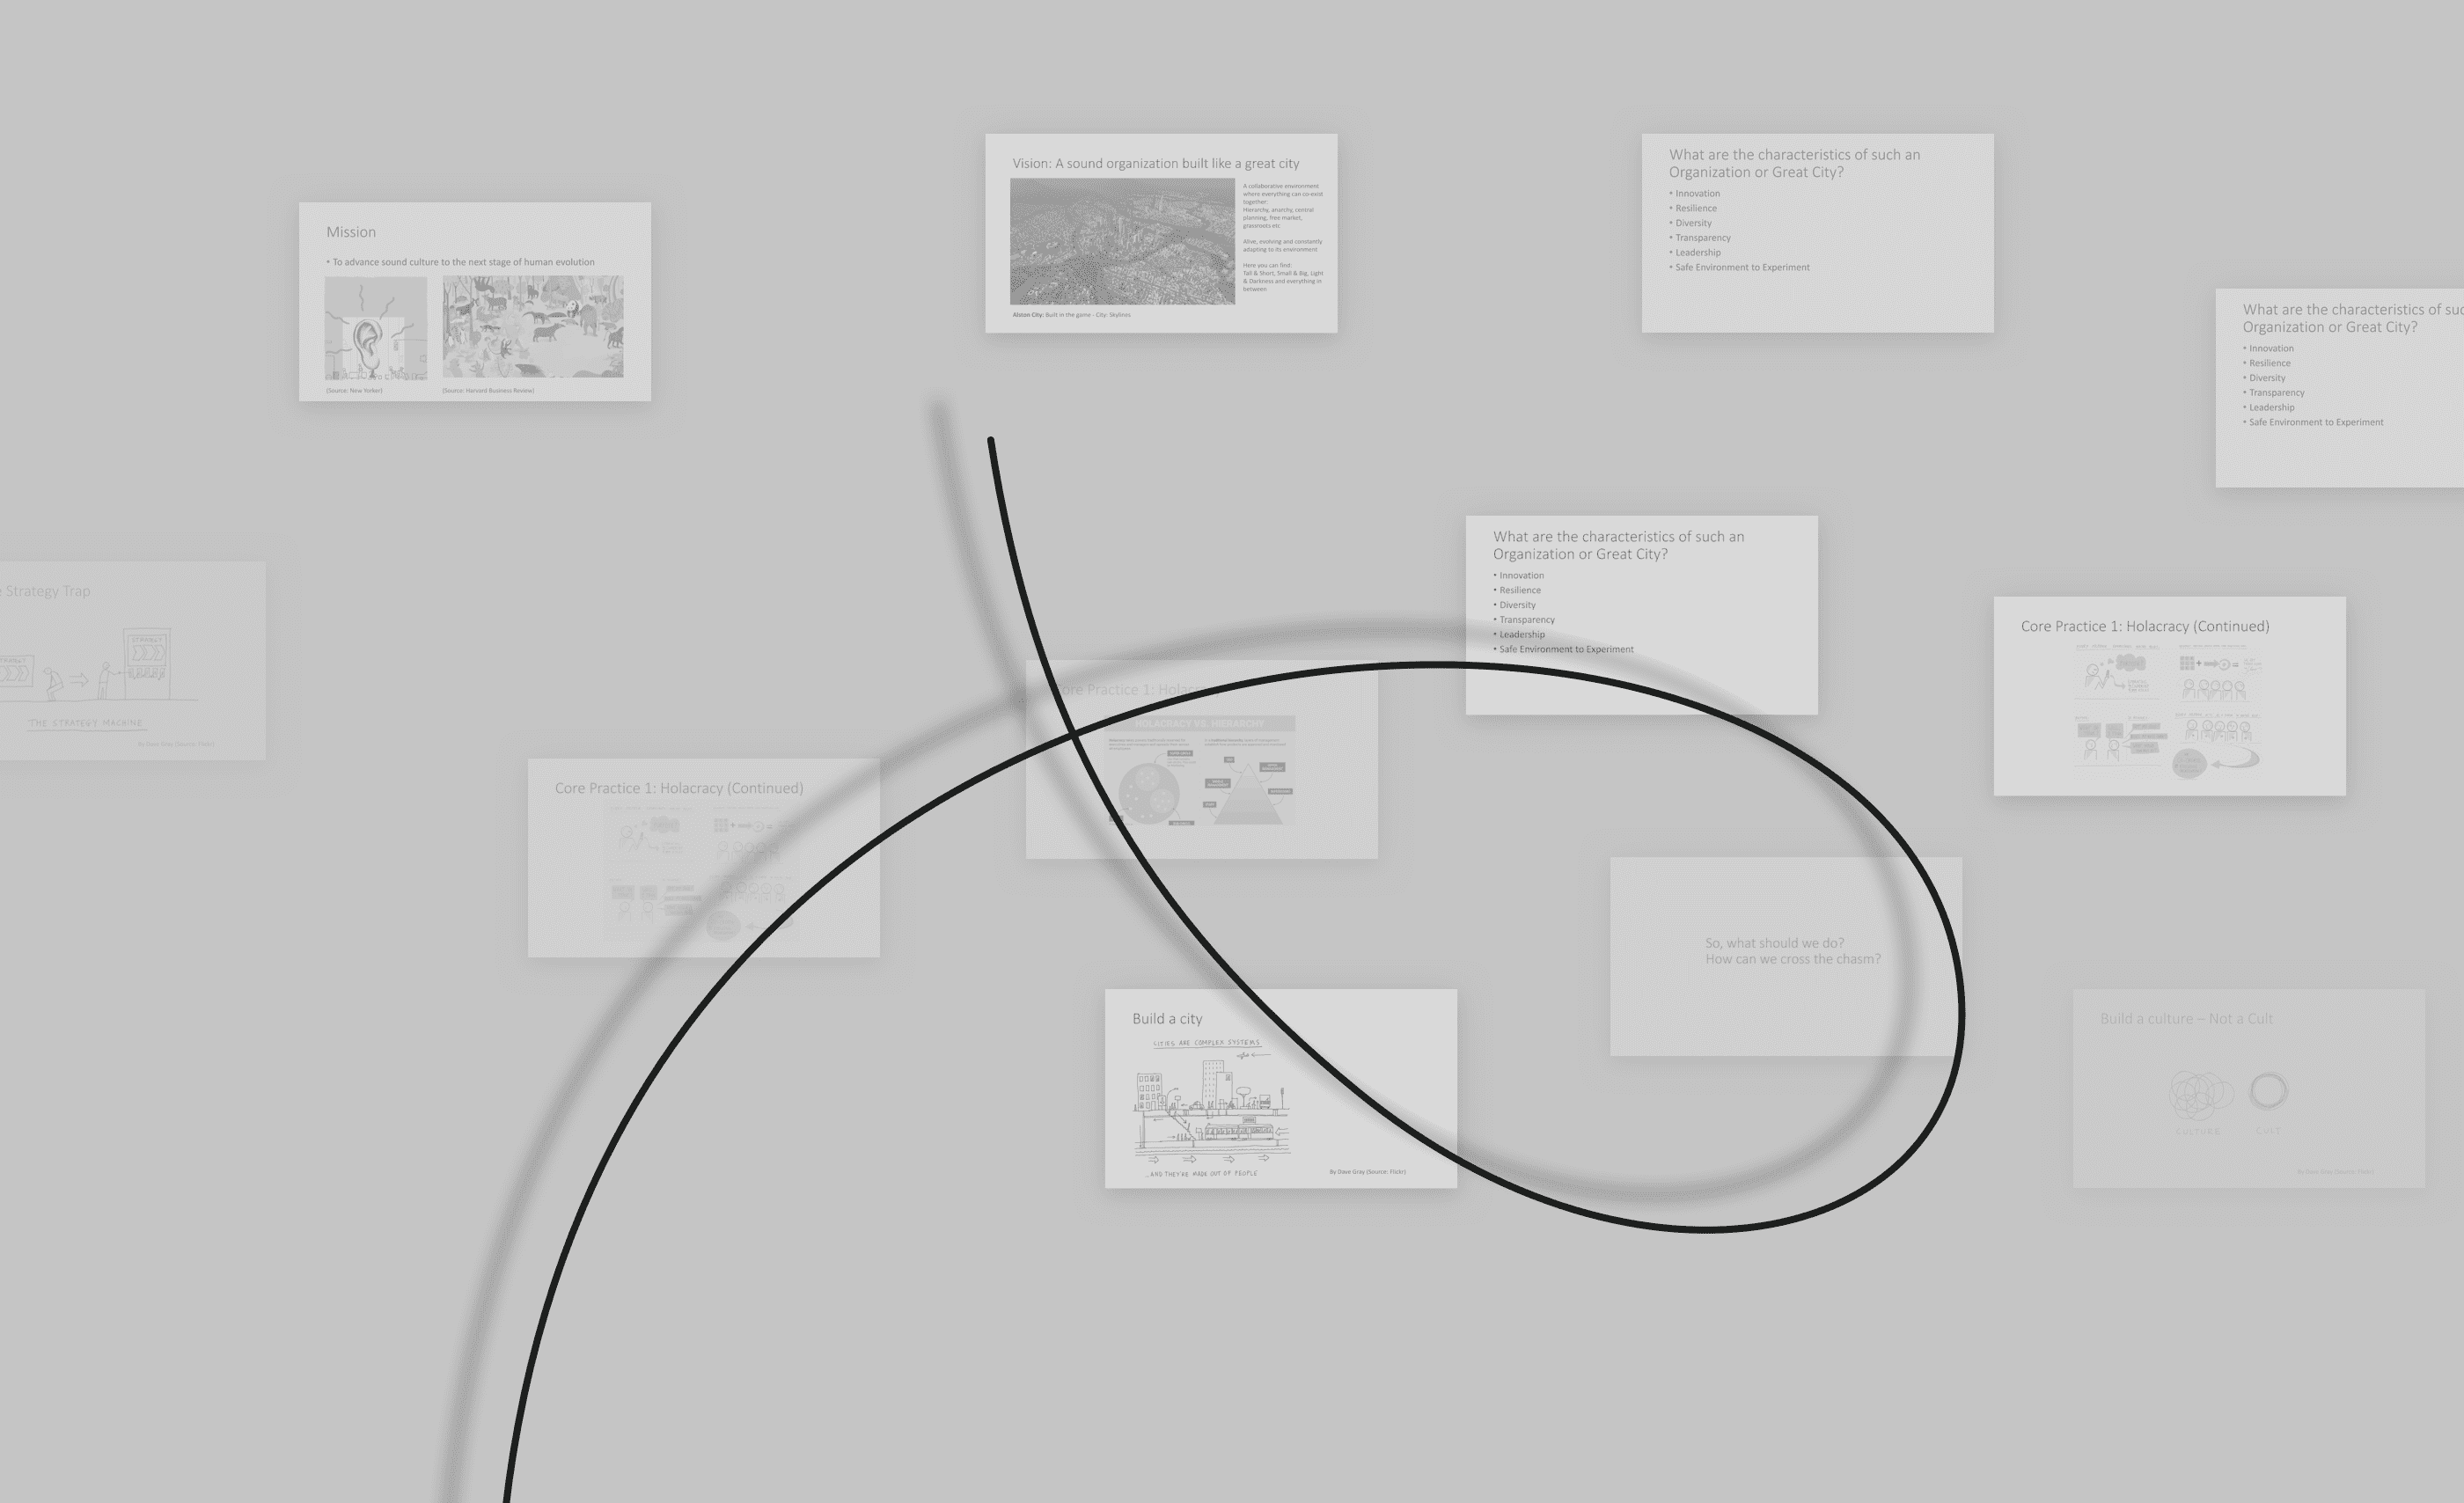 Vision: A sound organization built like a great city
A collaborative environment
where everything can co-exist
together:
Hierarchy, anarchy, central
planning, free market,
grassroots etc
Alive, evolving and constantly
adapting to its environment
Here you can find:
Tall & Short, Small & Big, Light
& Darkness and everything in
between
Alston City: Built in the game - City: Skylines
What are the characteristics of such an
Organization or Great City?
• Innovation
• Resilience
• Diversity
• Transparency
• Leadership
• Safe Environment to Experiment
Mission
• To advance sound culture to the next stage of human evolution
(Source: New Yorker)
(Source: Harvard Business Review)
What are the characteristics of
Organization or Great City?
• Innovation
• Resilience
• Diversity
• Transparency
• Leadership
• Safe Environment to Experiment
What are the characteristics of such an
Organization or Great City?
• Innovation
• Resilience
• Diversity
• Transparency
• Leadership
• Safe Environment to Experiment
Strategy Trap
STRATEGY
"THE STRATEGY MACHINE
By Dave Gray (Source: Flickr)
Core Practice 1: Holacracy (Continued)
Core Practice 1:
HOLACRACY VS. HIERARCHY
Core Practice 1: Holacracy (Continued)
So, what should we do?
How can we cross the chasm?
Build a city
CITIES ARE COMPLEX SYSTEMS
...AND THEY'RE MADE OUT OF PEOPLE
By Dave Gray (Source: Flickr)
Build a culture – Not a Cult
CULTURE CULT
By Dave Gray (Source: Flickr)